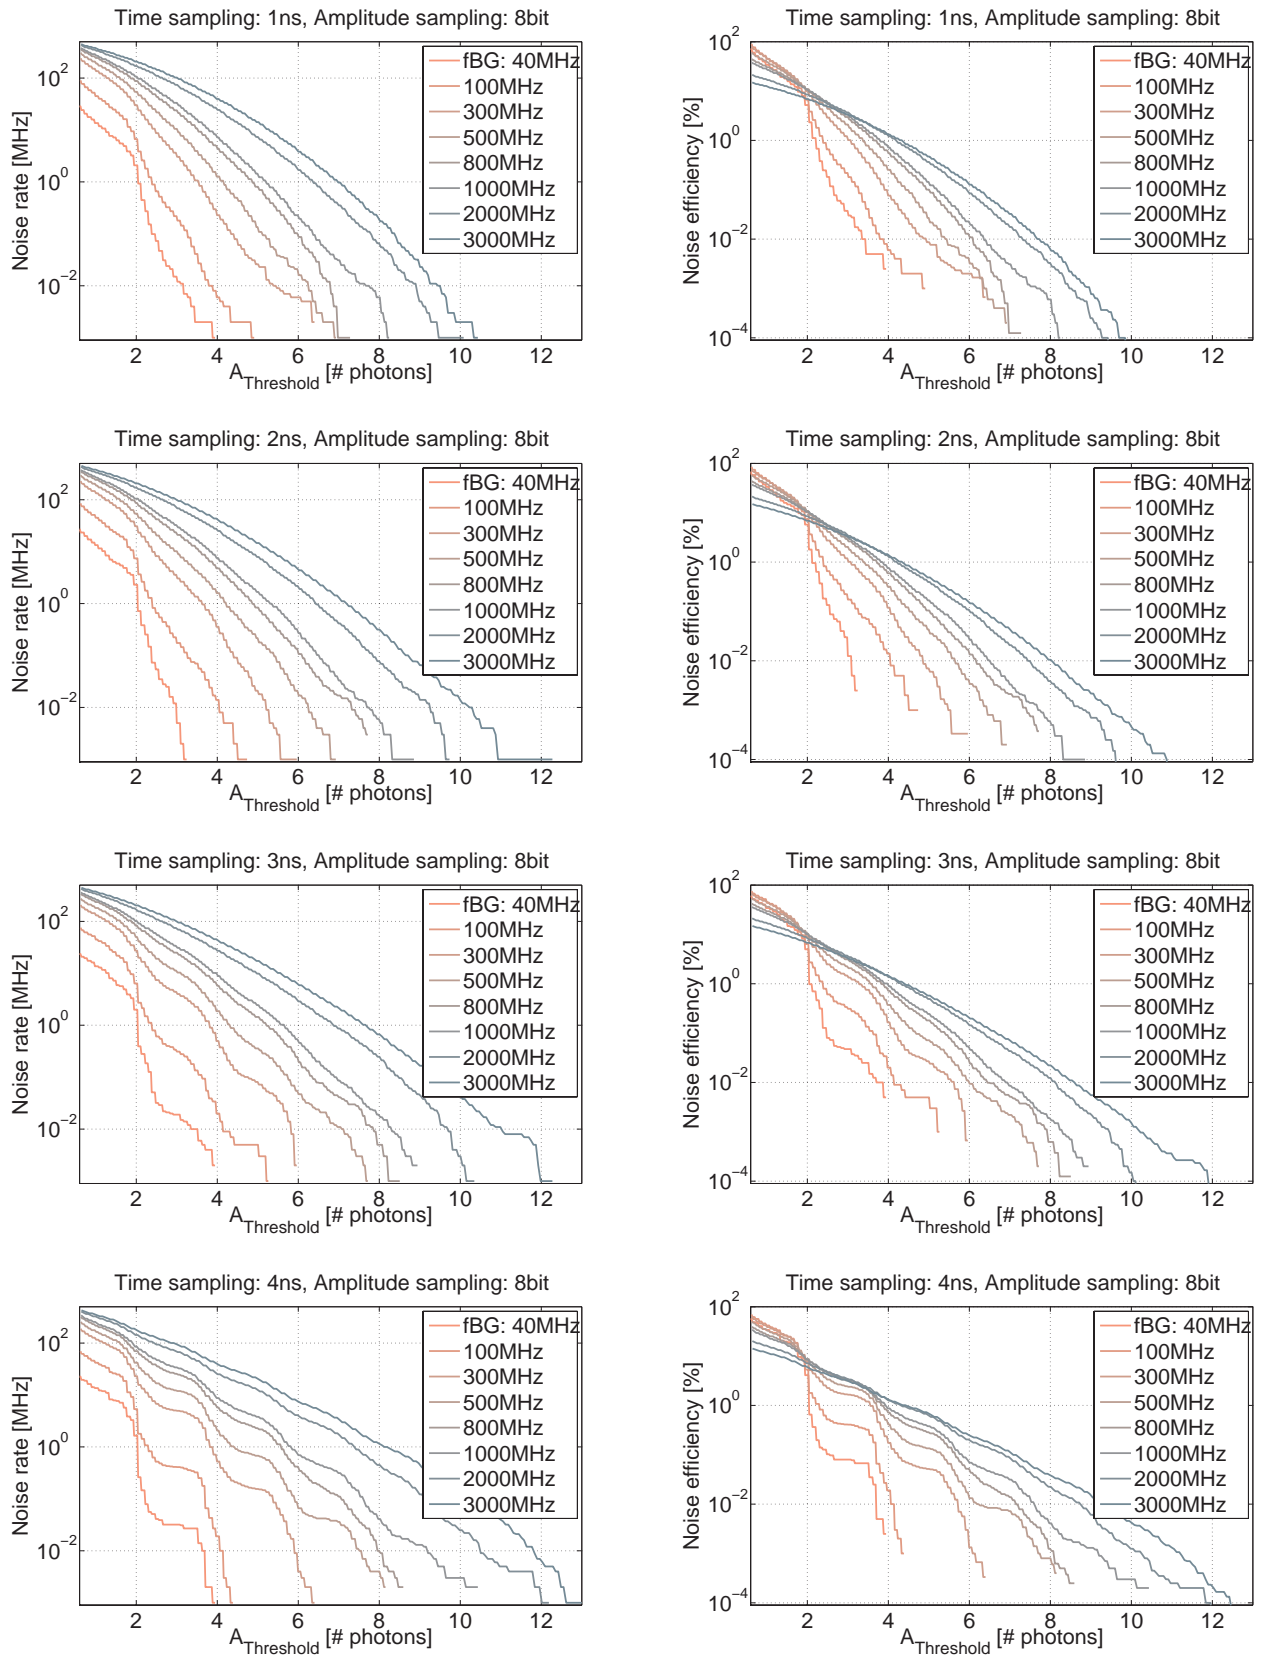 Time sampling: 1ns, Amplitude sampling: 8bit
Noise rate [MHz]
10^2
10^0
10^−2
fBG: 40MHz
100MHz
300MHz
500MHz
800MHz
1000MHz
2000MHz
3000MHz
2 4 6 8 10 12
A_Threshold [# photons]
Time sampling: 1ns, Amplitude sampling: 8bit
Noise efficiency [%]
10^2
10^0
10^−2
10^−4
fBG: 40MHz
100MHz
300MHz
500MHz
800MHz
1000MHz
2000MHz
3000MHz
2 4 6 8 10 12
A_Threshold [# photons]
Time sampling: 2ns, Amplitude sampling: 8bit
Noise rate [MHz]
10^2
10^0
10^−2
fBG: 40MHz
100MHz
300MHz
500MHz
800MHz
1000MHz
2000MHz
3000MHz
2 4 6 8 10 12
A_Threshold [# photons]
Time sampling: 2ns, Amplitude sampling: 8bit
Noise efficiency [%]
10^2
10^0
10^−2
10^−4
fBG: 40MHz
100MHz
300MHz
500MHz
800MHz
1000MHz
2000MHz
3000MHz
2 4 6 8 10 12
A_Threshold [# photons]
Time sampling: 3ns, Amplitude sampling: 8bit
Noise rate [MHz]
10^2
10^0
10^−2
fBG: 40MHz
100MHz
300MHz
500MHz
800MHz
1000MHz
2000MHz
3000MHz
2 4 6 8 10 12
A_Threshold [# photons]
Time sampling: 3ns, Amplitude sampling: 8bit
Noise efficiency [%]
10^2
10^0
10^−2
10^−4
fBG: 40MHz
100MHz
300MHz
500MHz
800MHz
1000MHz
2000MHz
3000MHz
2 4 6 8 10 12
A_Threshold [# photons]
Time sampling: 4ns, Amplitude sampling: 8bit
Noise rate [MHz]
10^2
10^0
10^−2
fBG: 40MHz
100MHz
300MHz
500MHz
800MHz
1000MHz
2000MHz
3000MHz
2 4 6 8 10 12
A_Threshold [# photons]
Time sampling: 4ns, Amplitude sampling: 8bit
Noise efficiency [%]
10^2
10^0
10^−2
10^−4
fBG: 40MHz
100MHz
300MHz
500MHz
800MHz
1000MHz
2000MHz
3000MHz
2 4 6 8 10 12
A_Threshold [# photons]